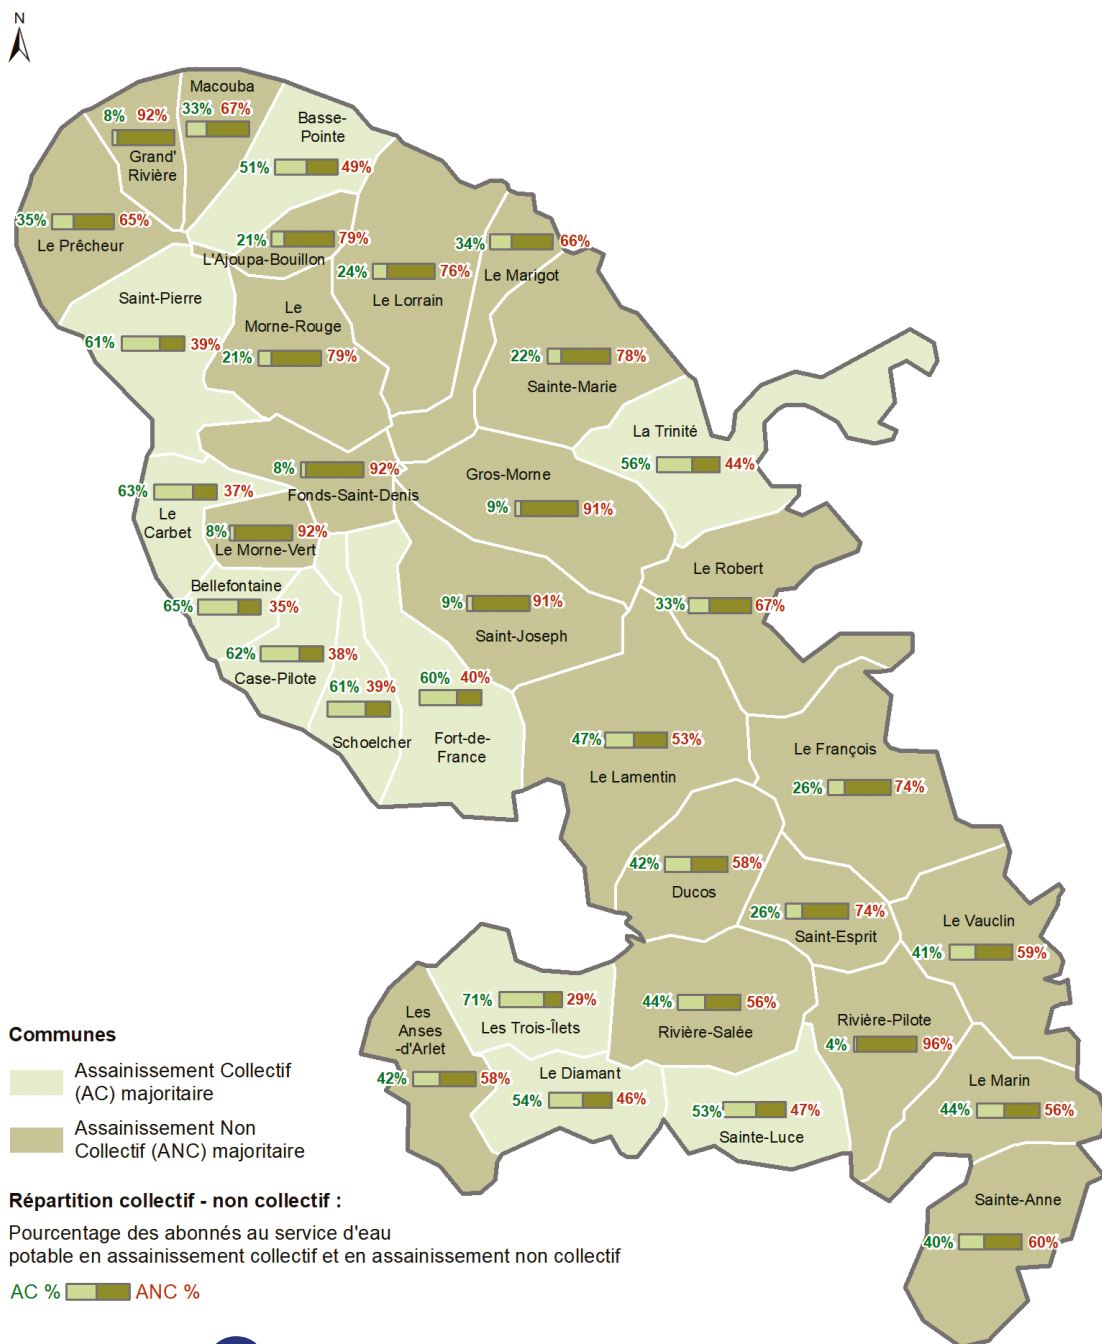 N
Macouba
33% 67%
8% 92%
Grand'
Rivière
Basse-
Pointe
51% 49%
35% 65%
Le Prêcheur
21% 79%
L'Ajoupa-Bouillon
34% 66%
Le Marigot
24% 76%
Le Lorrain
Saint-Pierre
61% 39%
Le
Morne-Rouge
21% 79%
22% 78%
Sainte-Marie
La Trinité
56% 44%
8% 92%
Fonds-Saint-Denis
Gros-Morne
9% 91%
63% 37%
Le
Carbet
8% 92%
Le Morne-Vert
Le Robert
33% 67%
Bellefontaine
65% 35%
9% 91%
Saint-Joseph
62% 38%
Case-Pilote
61% 39%
Schoelcher
60% 40%
Fort-de-
France
47% 53%
Le Lamentin
Le François
26% 74%
42% 58%
Ducos
26% 74%
Saint-Esprit
Le Vauclin
41% 59%
71% 29%
Les Trois-Îlets
44% 56%
Rivière-Salée
Rivière-Pilote
4% 96%
Les
Anses
-d'Arlet
42% 58%
Le Diamant
54% 46%
53% 47%
Sainte-Luce
Le Marin
44% 56%
Sainte-Anne
40% 60%
Communes
Assainissement Collectif
(AC) majoritaire
Assainissement Non
Collectif (ANC) majoritaire
Répartition collectif - non collectif :
Pourcentage des abonnés au service d'eau
potable en assainissement collectif et en assainissement non collectif
AC % ANC %